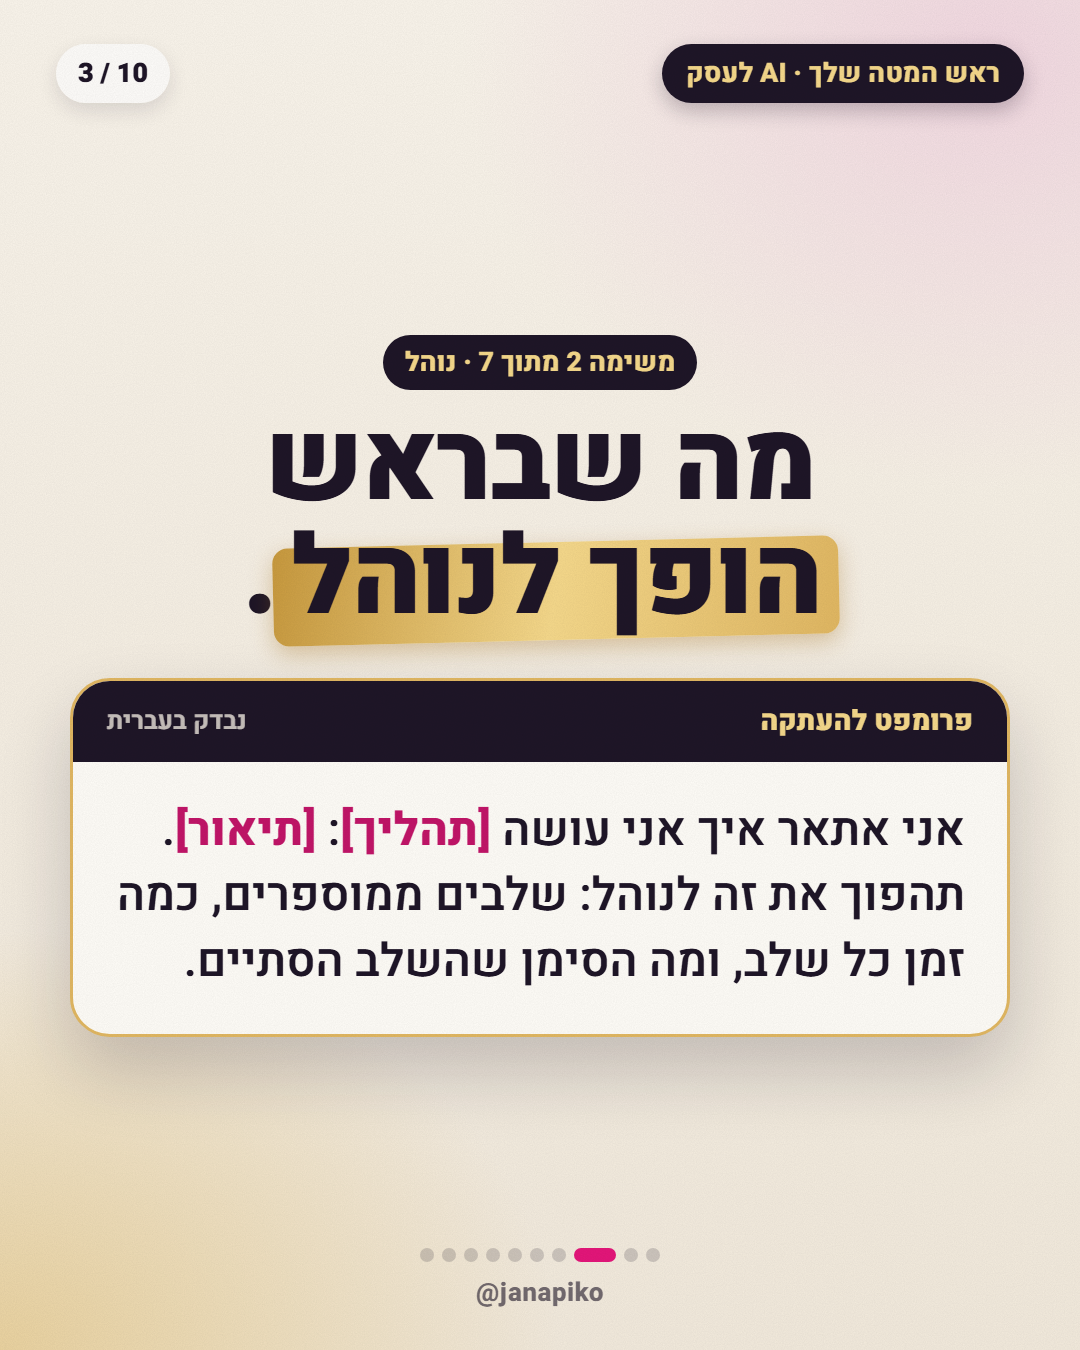 ראש המטה שלך · AI לעסק
3 / 10
משימה 2 מתוך 7 · נוהל
מה שבראש
הופך לנוהל.
פרומפט להעתקה
נבדק בעברית
אני אתאר איך אני עושה [תהליך]: [תיאור].
תהפוך את זה לנוהל: שלבים ממוספרים, כמה
זמן כל שלב, ומה הסימן שהשלב הסתיים.
@janapiko